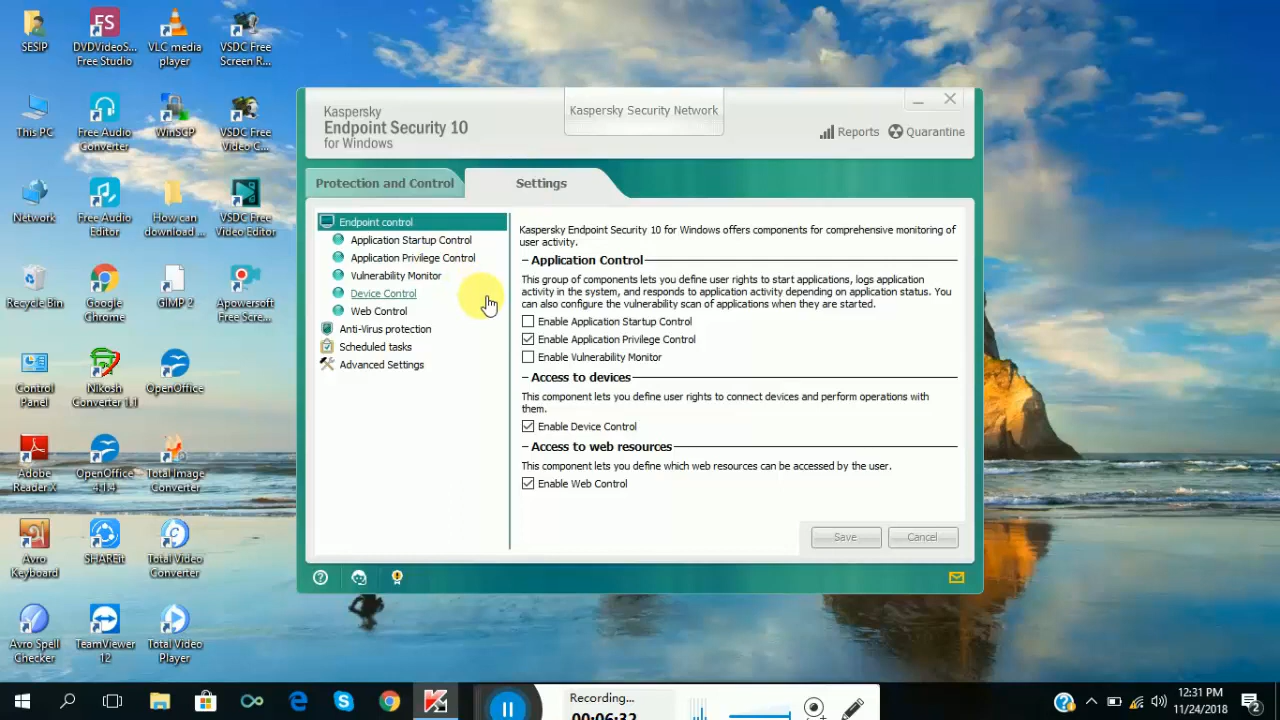 SESIP
DVDVideoS...
Free Studio
VLC media
player
VSDC Free
Screen R...
This PC
Free Audio
Converter
WinSCP
VSDC Free
Video C...
Network
Free Audio
Editor
How can
download ...
VSDC Free
Video Editor
Recycle Bin
Google
Chrome
GIMP 2
Apowersoft
Free Scre...
Control
Panel
Nikosh
Converter 1.1
OpenOffice
Adobe
Reader X
OpenOffice
4.1.4
Total Image
Converter
Avro
Keyboard
SHAREit
Total Video
Converter
Avro Spell
Checker
TeamViewer
12
Total Video
Player
Kaspersky
Endpoint Security 10
for Windows
Kaspersky Security Network
Reports
Quarantine
Protection and Control
Settings
Endpoint control
Application Startup Control
Application Privilege Control
Vulnerability Monitor
Device Control
Web Control
Anti-Virus protection
Scheduled tasks
Advanced Settings
Kaspersky Endpoint Security 10 for Windows offers components for comprehensive monitoring of
user activity.
Application Control
This group of components lets you define user rights to start applications, logs application
activity in the system, and responds to application activity depending on application status. You
can also configure the vulnerability scan of applications when they are started.
Enable Application Startup Control
Enable Application Privilege Control
Enable Vulnerability Monitor
Access to devices
This component lets you define user rights to connect devices and perform operations with
them.
Enable Device Control
Access to web resources
This component lets you define which web resources can be accessed by the user.
Enable Web Control
Save
Cancel
Recording...
00:06:32
12:31 PM
11/24/2018
2